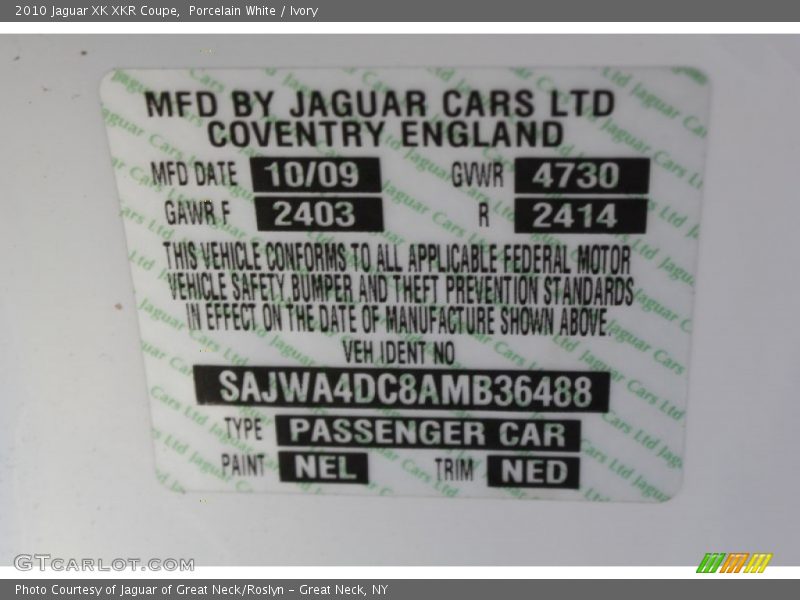 2010 Jaguar XK XKR Coupe,  Porcelain White / Ivory
MFD BY JAGUAR CARS LTD
COVENTRY ENGLAND
MFD DATE 10/09 GVWR 4730
GAWR F 2403 R 2414
THIS VEHICLE CONFORMS TO ALL APPLICABLE FEDERAL MOTOR
VEHICLE SAFETY BUMPER AND THEFT PREVENTION STANDARDS
IN EFFECT ON THE DATE OF MANUFACTURE SHOWN ABOVE.
VEH IDENT NO
SAJWA4DC8AMB36488
TYPE PASSENGER CAR
PAINT NEL TRIM NED
GTCARLOT.COM
Photo Courtesy of Jaguar of Great Neck/Roslyn – Great Neck, NY